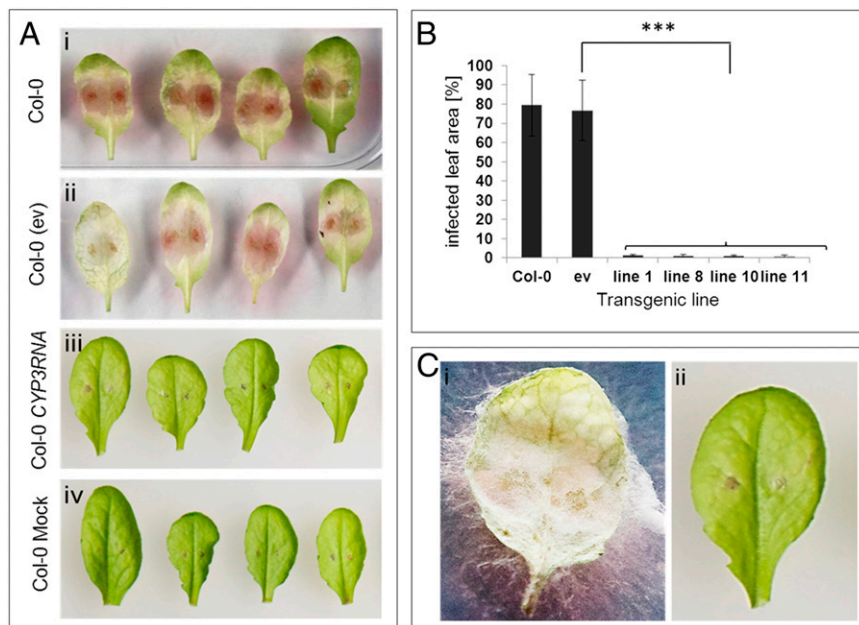 A
i
Col-0
ii
Col-0 (ev)
iii
Col-0 CYP3RNA
iv
Col-0 Mock
B
***
infected leaf area [%]
100
90
80
70
60
50
40
30
20
10
0
Col-0 ev line 1 line 8 line 10 line 11
Transgenic line
C
i
ii